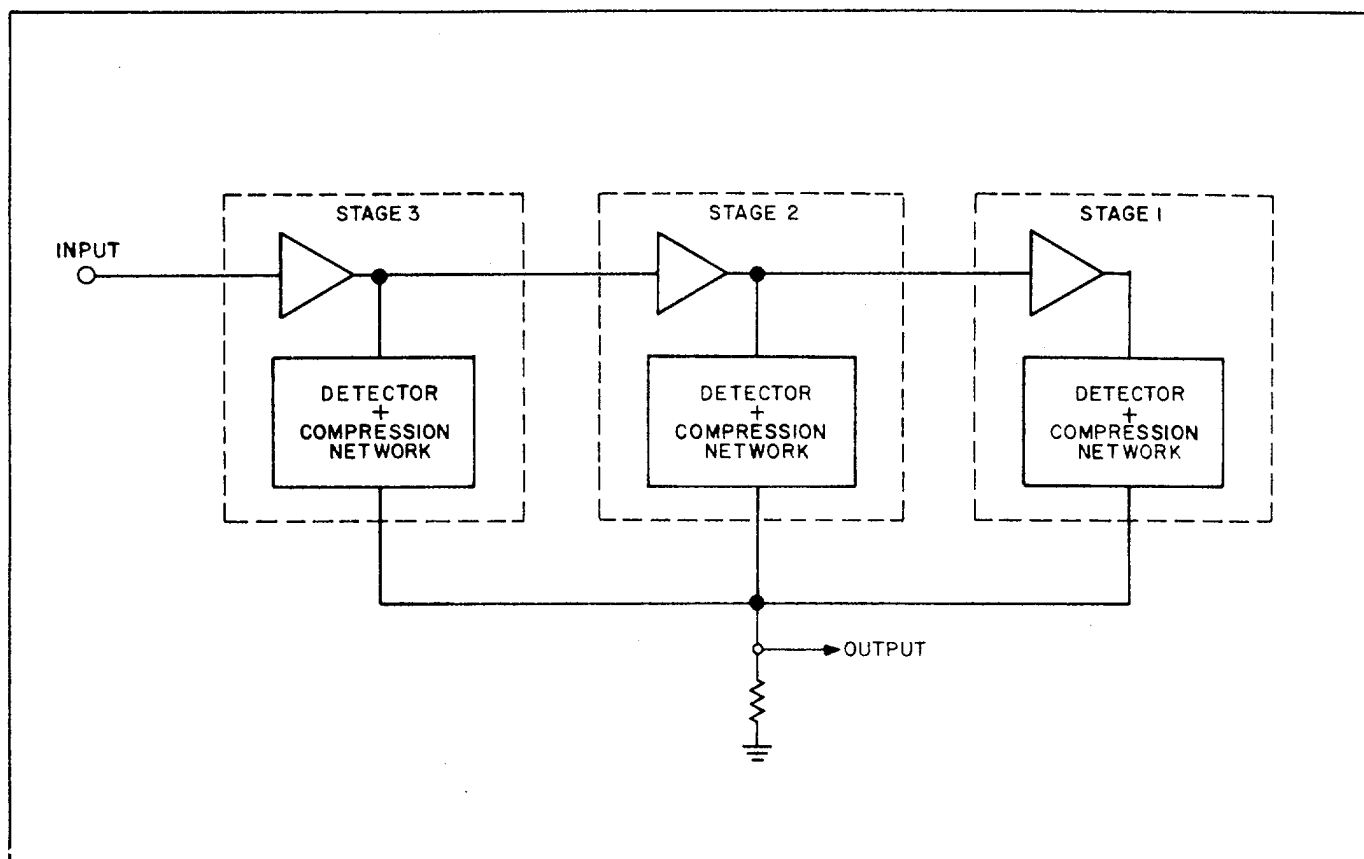 INPUT
STAGE 3
DETECTOR
+
COMPRESSION
NETWORK
STAGE 2
DETECTOR
+
COMPRESSION
NETWORK
STAGE 1
DETECTOR
+
COMPRESSION
NETWORK
OUTPUT